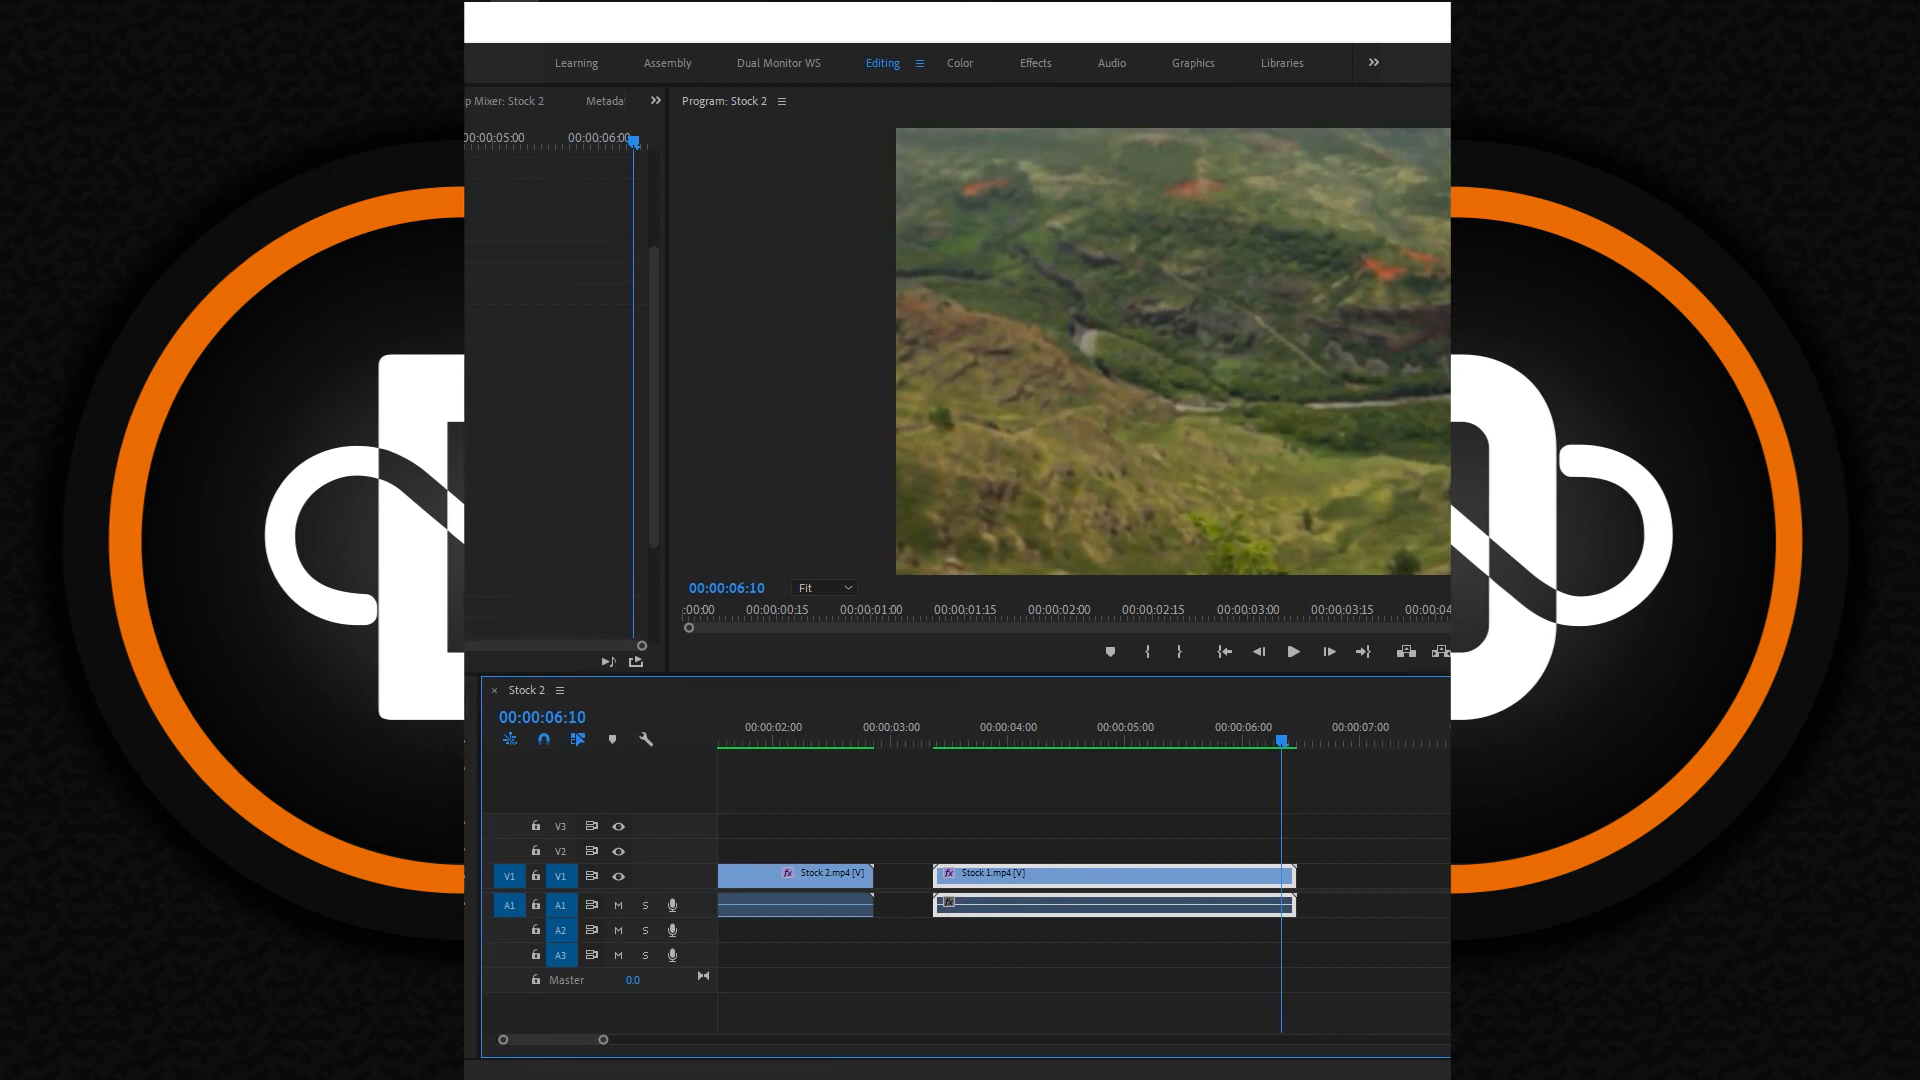 Learning Assembly Dual Monitor WS Editing Color Effects Audio Graphics Libraries
p Mixer: Stock 2 Metada
Program: Stock 2
00:00:05:00 00:00:06:00
00:00:06:10 Fit
:00:00 00:00:00:15 00:00:01:00 00:00:01:15 00:00:02:00 00:00:02:15 00:00:03:00 00:00:03:15 00:00:04
× Stock 2
00:00:06:10
00:00:02:00 00:00:03:00 00:00:04:00 00:00:05:00 00:00:06:00 00:00:07:00
V3
V2
V1 V1 fx Stock 2.mp4 [V] fx Stock 1.mp4 [V]
A1 A1 M S fx
A2 M S
A3 M S
Master 0.0